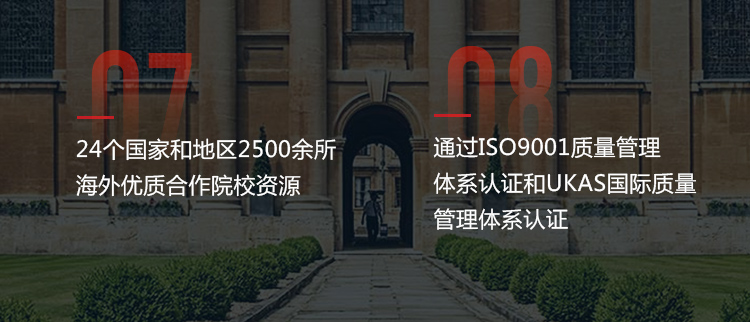 07
24个国家和地区2500余所
海外优质合作院校资源
08
通过ISO9001质量管理
体系认证和UKAS国际质量
管理体系认证